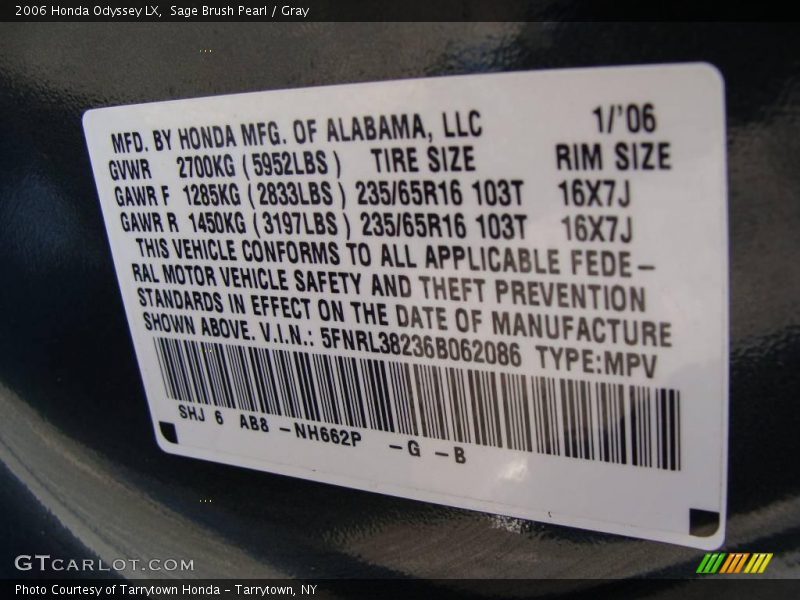 2006 Honda Odyssey LX,  Sage Brush Pearl / Gray
MFD. BY HONDA MFG. OF ALABAMA, LLC 1/'06
GVWR 2700KG (5952LBS) TIRE SIZE RIM SIZE
GAWR F 1285KG (2833LBS) 235/65R16 103T 16X7J
GAWR R 1450KG (3197LBS) 235/65R16 103T 16X7J
THIS VEHICLE CONFORMS TO ALL APPLICABLE FEDE-
RAL MOTOR VEHICLE SAFETY AND THEFT PREVENTION
STANDARDS IN EFFECT ON THE DATE OF MANUFACTURE
SHOWN ABOVE. V.I.N.: 5FNRL38236B062086 TYPE:MPV
SHJ 6 AB8 -NH662P -G -B
GTCARLOT.COM
Photo Courtesy of Tarrytown Honda - Tarrytown, NY